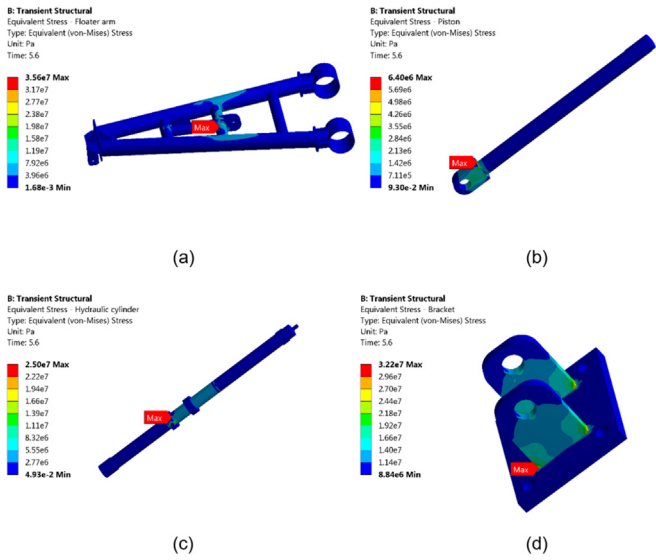 B: Transient Structural
Equivalent Stress - Floater arm
Type: Equivalent (von-Mises) Stress
Unit: Pa
Time: 5.6
3.56e7 Max
3.17e7
2.77e7
2.38e7
1.98e7
1.58e7
1.19e7
7.92e6
3.96e6
1.68e-3 Min
Max
(a)
B: Transient Structural
Equivalent Stress - Piston
Type: Equivalent (von-Mises) Stress
Unit: Pa
Time: 5.6
6.40e6 Max
5.69e6
4.98e6
4.26e6
3.55e6
2.84e6
2.13e6
1.42e6
7.11e5
9.30e-2 Min
Max
(b)
B: Transient Structural
Equivalent Stress - Hydraulic cylinder
Type: Equivalent (von-Mises) Stress
Unit: Pa
Time: 5.6
2.50e7 Max
2.22e7
1.94e7
1.66e7
1.39e7
1.11e7
8.32e6
5.55e6
2.77e6
4.93e-2 Min
Max
(c)
B: Transient Structural
Equivalent Stress - Bracket
Type: Equivalent (von-Mises) Stress
Unit: Pa
Time: 5.6
3.22e7 Max
2.96e7
2.70e7
2.44e7
2.18e7
1.92e7
1.66e7
1.40e7
1.14e7
8.84e6 Min
Max
(d)